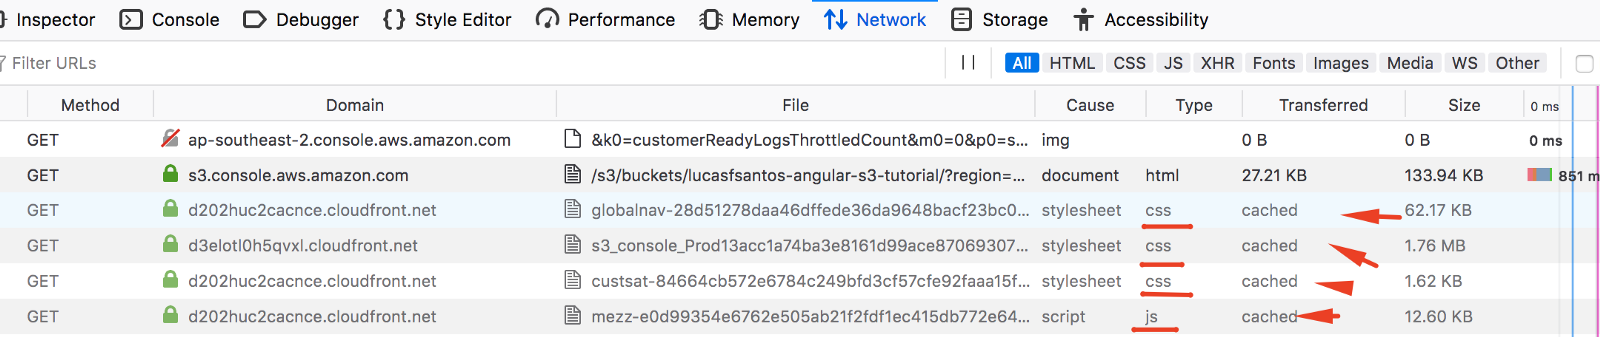 Inspector Console Debugger Style Editor Performance Memory Network Storage Accessibility
Filter URLs All HTML CSS JS XHR Fonts Images Media WS Other
Method Domain File Cause Type Transferred Size 0 ms
GET ap-southeast-2.console.aws.amazon.com &k0=customerReadyLogsThrottledCount&m0=0&p0=s... img 0 B 0 B 0 ms
GET s3.console.aws.amazon.com /s3/buckets/lucasfsantos-angular-s3-tutorial/?region=... document html 27.21 KB 133.94 KB 851 m
GET d202huc2cacnce.cloudfront.net globalnav-28d51278daa46dffede36da9648bacf23bc0... stylesheet css cached 62.17 KB
GET d3elotl0h5qvxl.cloudfront.net s3_console_Prod13acc1a74ba3e8161d99ace87069307... stylesheet css cached 1.76 MB
GET d202huc2cacnce.cloudfront.net custsat-84664cb572e6784c249bfd3cf57cfe92faaa15f... stylesheet css cached 1.62 KB
GET d202huc2cacnce.cloudfront.net mezz-e0d99354e6762e505ab21f2fdf1ec415db772e64... script js cached 12.60 KB